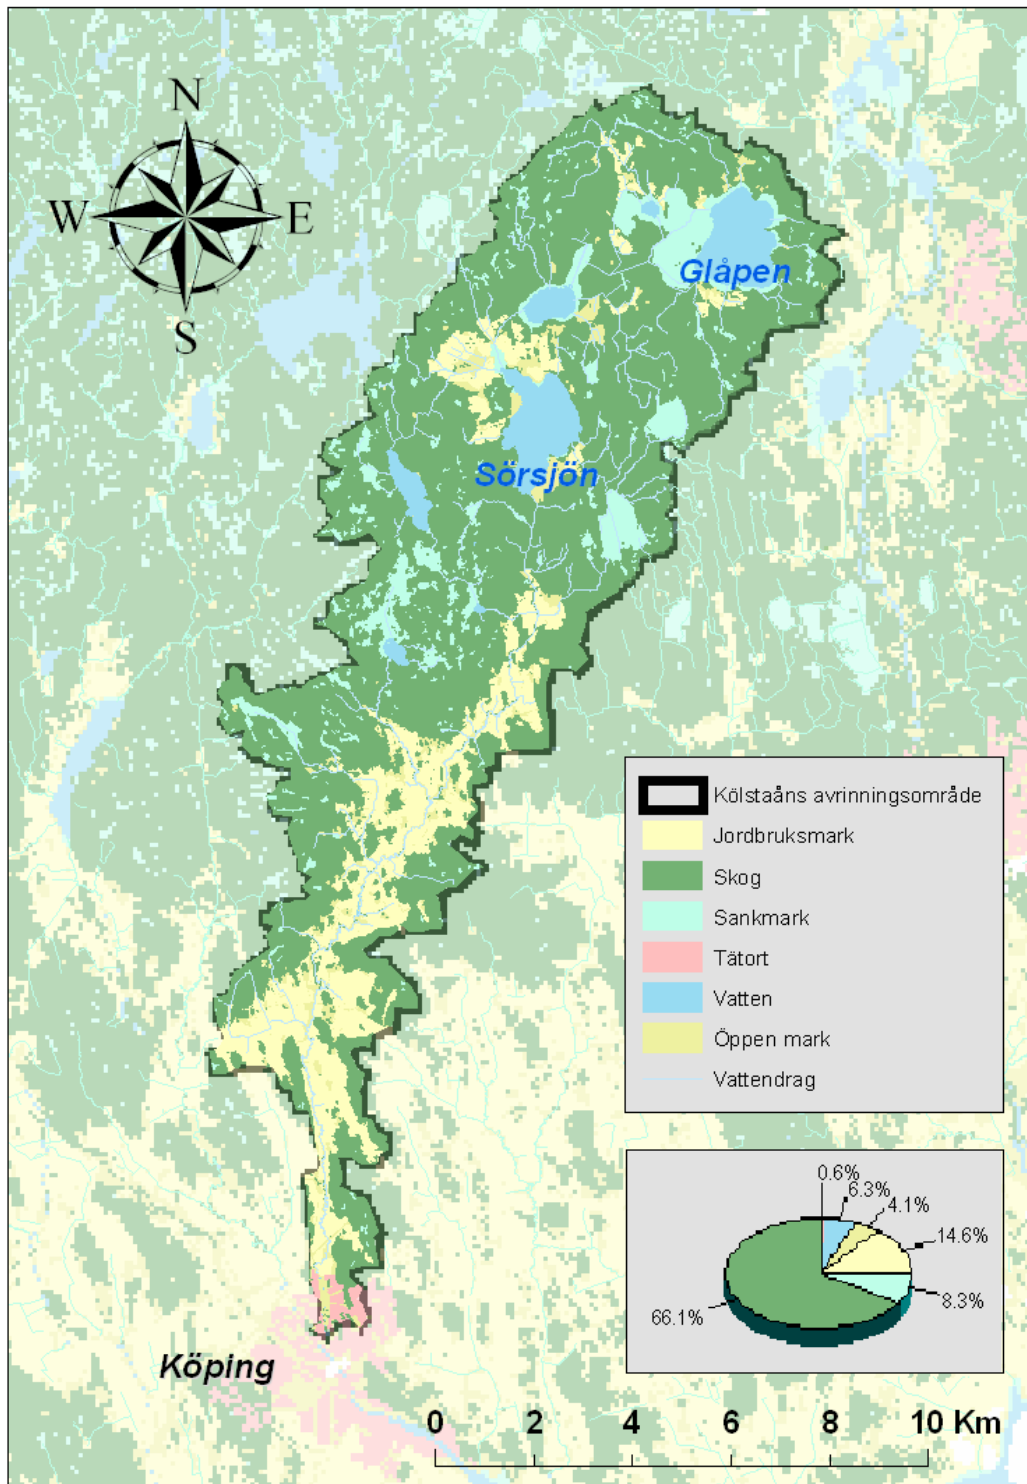 N
W
E
S
Glåpen
Sörsjön
Kölstaåns avrinningsområde
Jordbruksmark
Skog
Sankmark
Tätort
Vatten
Öppen mark
Vattendrag
0.6%
6.3%
4.1%
14.6%
8.3%
66.1%
Köping
0 2 4 6 8 10 Km